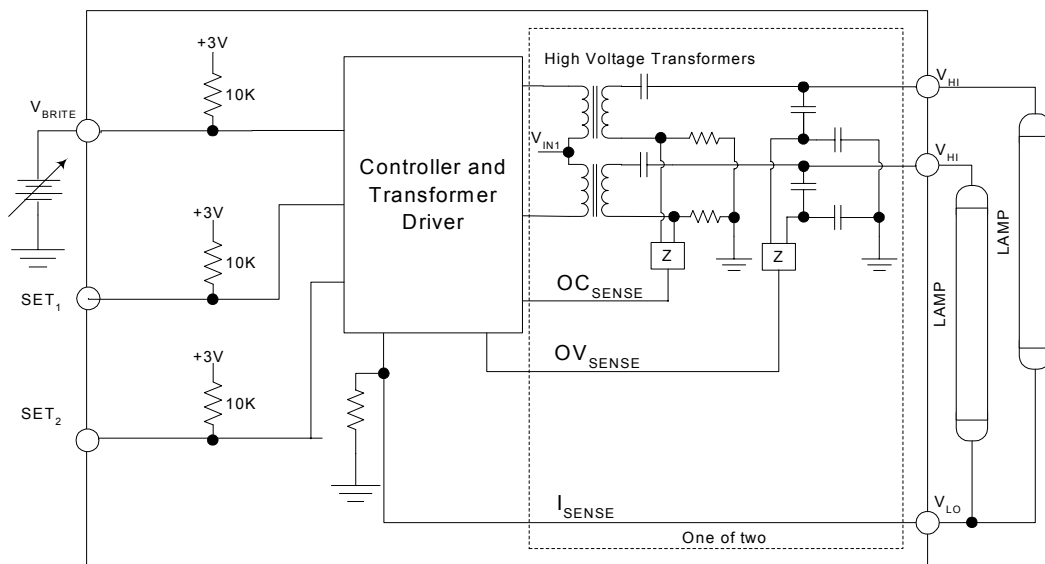 +3V
10K
V_BRITE
+3V
10K
SET_1
+3V
10K
SET_2
Controller and
Transformer
Driver
High Voltage Transformers
V_IN1
Z
Z
OC_SENSE
OV_SENSE
I_SENSE
One of two
V_HI
V_HI
LAMP
LAMP
V_LO